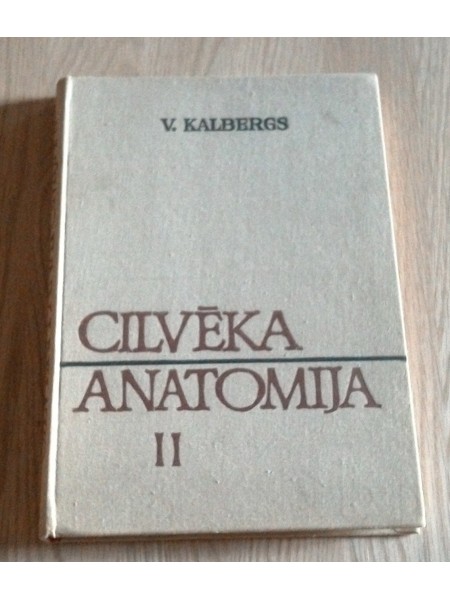 V. KALBERGS
CILVĒKA
ANATOMIJA
II